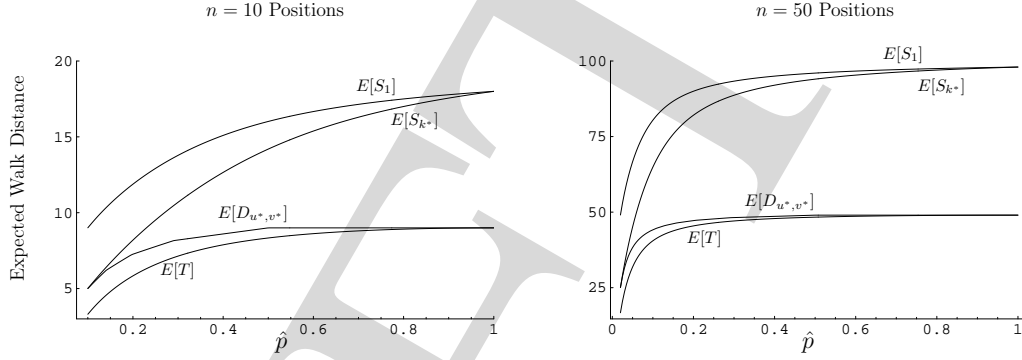 n = 10 Positions
n = 50 Positions
Expected Walk Distance
20
15
10
5
0.2 0.4 0.6 0.8 1
p̂
E[S₁]
E[Sₖ*]
E[Dᵤ*,ᵥ*]
E[T]
100
75
50
25
0 0.2 0.4 0.6 0.8 1
p̂
E[S₁]
E[Sₖ*]
E[Dᵤ*,ᵥ*]
E[T]